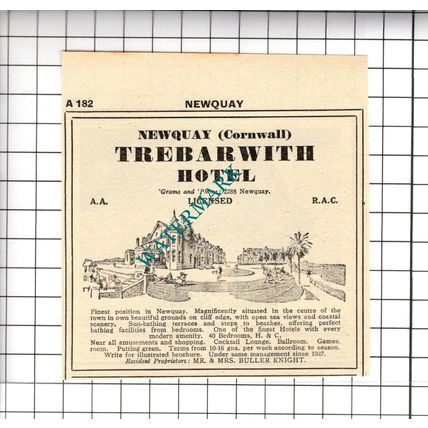 A 182 NEWQUAY
NEWQUAY (Cornwall)
TREBARWITH
HOTEL
'Grams and 'Phone: 2288 Newquay.
A.A. LICENSED R.A.C.
WATERMARK
Finest position in Newquay. Magnificently situated in the centre of the
town in own beautiful grounds on cliff edge, with open sea views and coastal
scenery. Sun-bathing terraces and steps to beaches, offering perfect
bathing facilities from bedrooms. One of the finest Hotels with every
modern amenity. 40 Bedrooms, H. & C.
Near all amusements and shopping. Cocktail Lounge. Ballroom. Games
room. Putting green. Terms from 10-16 gns. per week according to season.
Write for illustrated brochure. Under same management since 1927.
Resident Proprietors: MR. & MRS. BULLER KNIGHT.